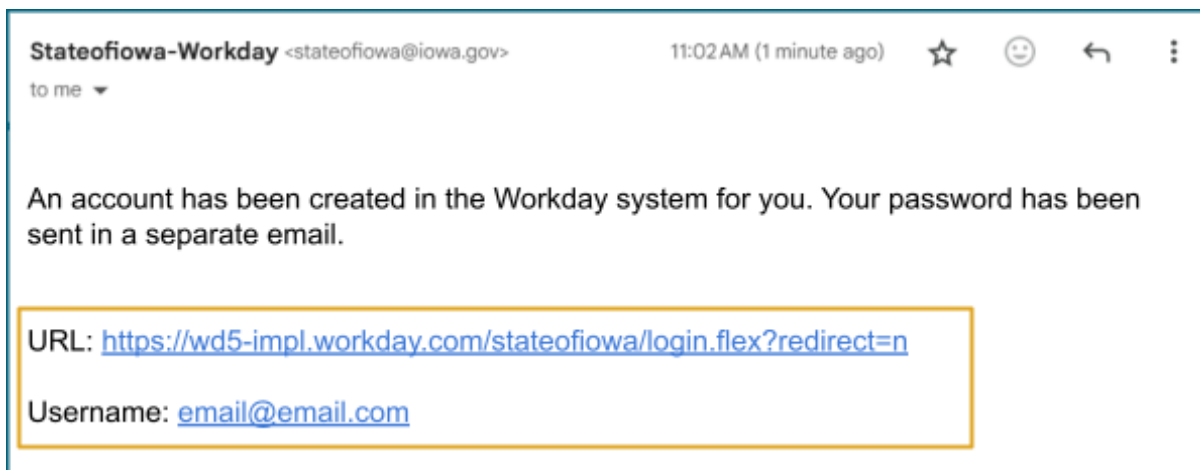 Stateofiowa-Workday <stateofiowa@iowa.gov> 11:02 AM (1 minute ago)
to me
An account has been created in the Workday system for you. Your password has been
sent in a separate email.
URL: https://wd5-impl.workday.com/stateofiowa/login.flex?redirect=n
Username: email@email.com